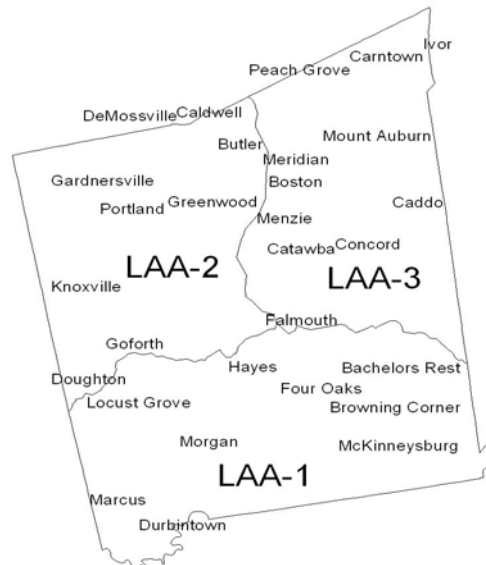 Ivor
Carntown
Peach Grove
DeMossville
Caldwell
Mount Auburn
Butler
Meridian
Gardnersville
Boston
Portland
Greenwood
Caddo
Menzie
Catawba
Concord
LAA-2
LAA-3
Knoxville
Falmouth
Goforth
Hayes
Bachelors Rest
Doughton
Four Oaks
Locust Grove
Browning Corner
Morgan
McKinneysburg
LAA-1
Marcus
Durbintown